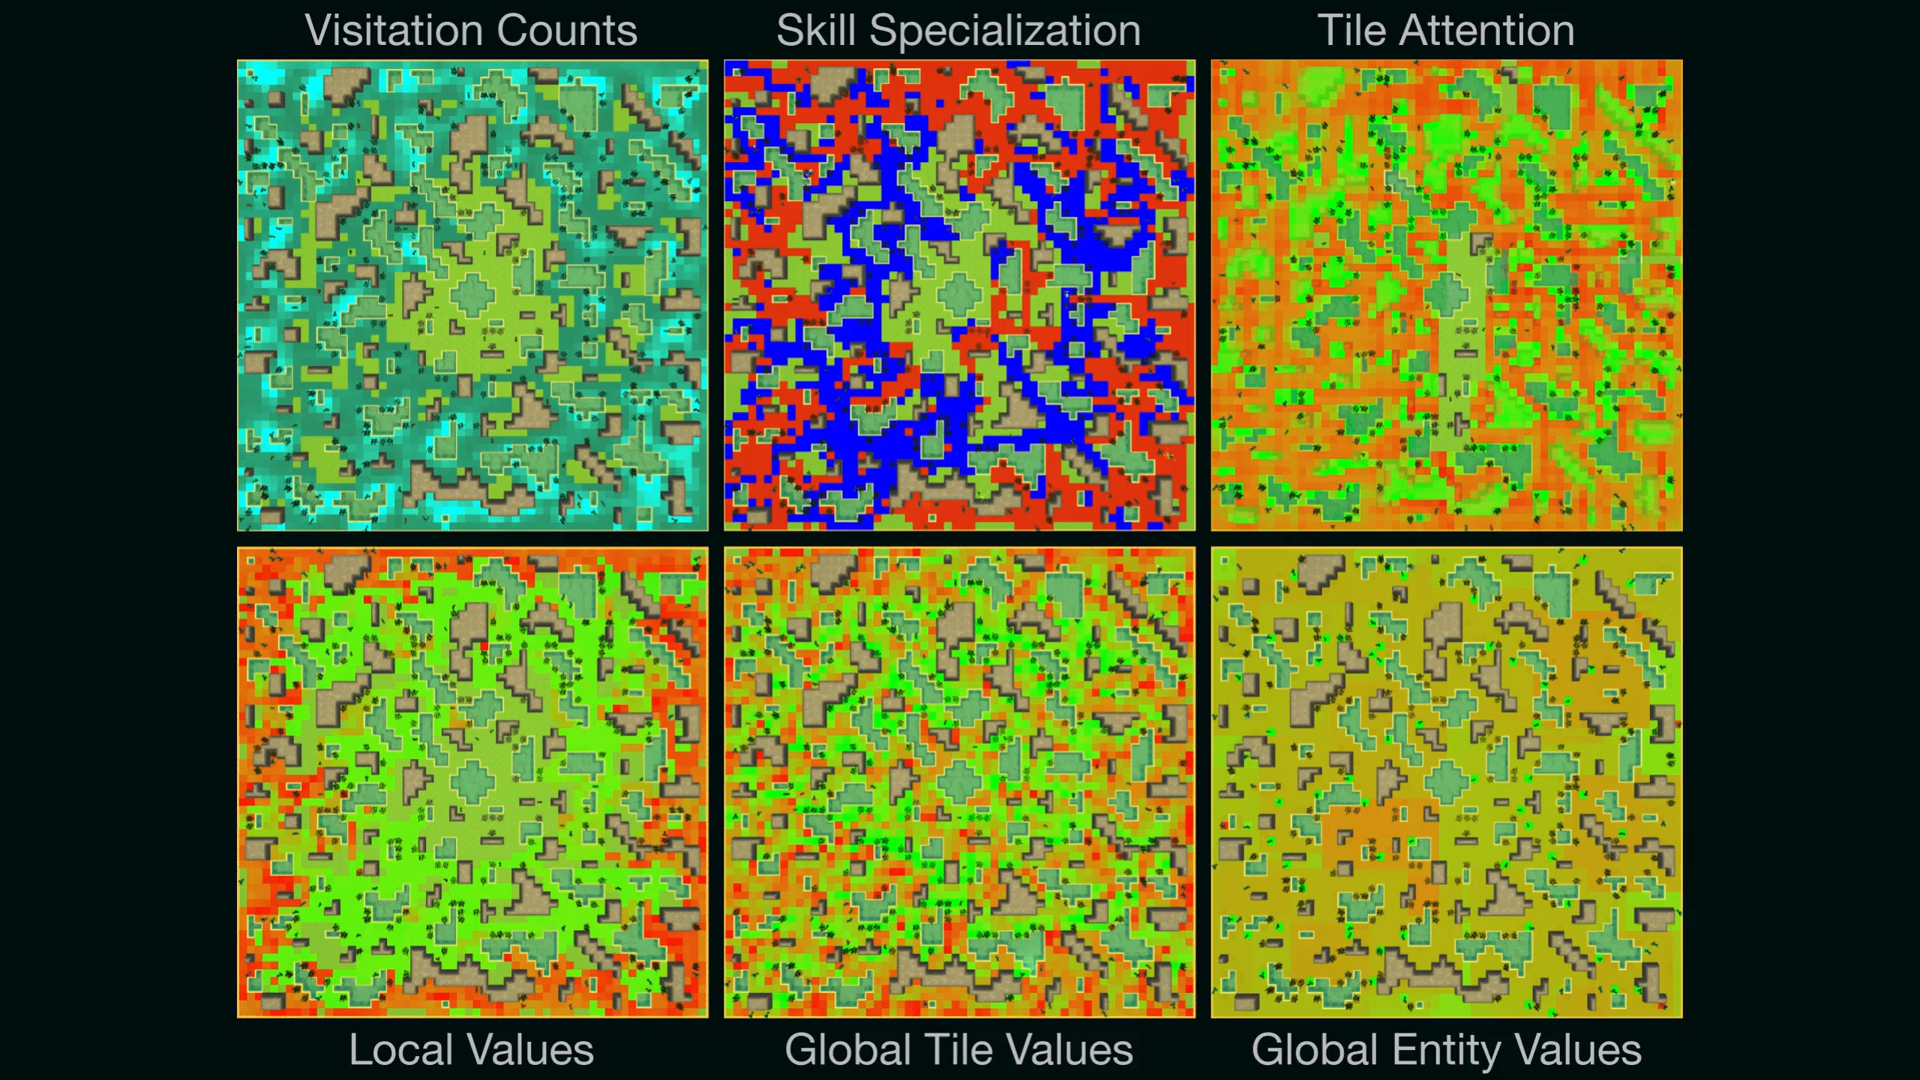 Visitation Counts
Skill Specialization
Tile Attention
Local Values
Global Tile Values
Global Entity Values